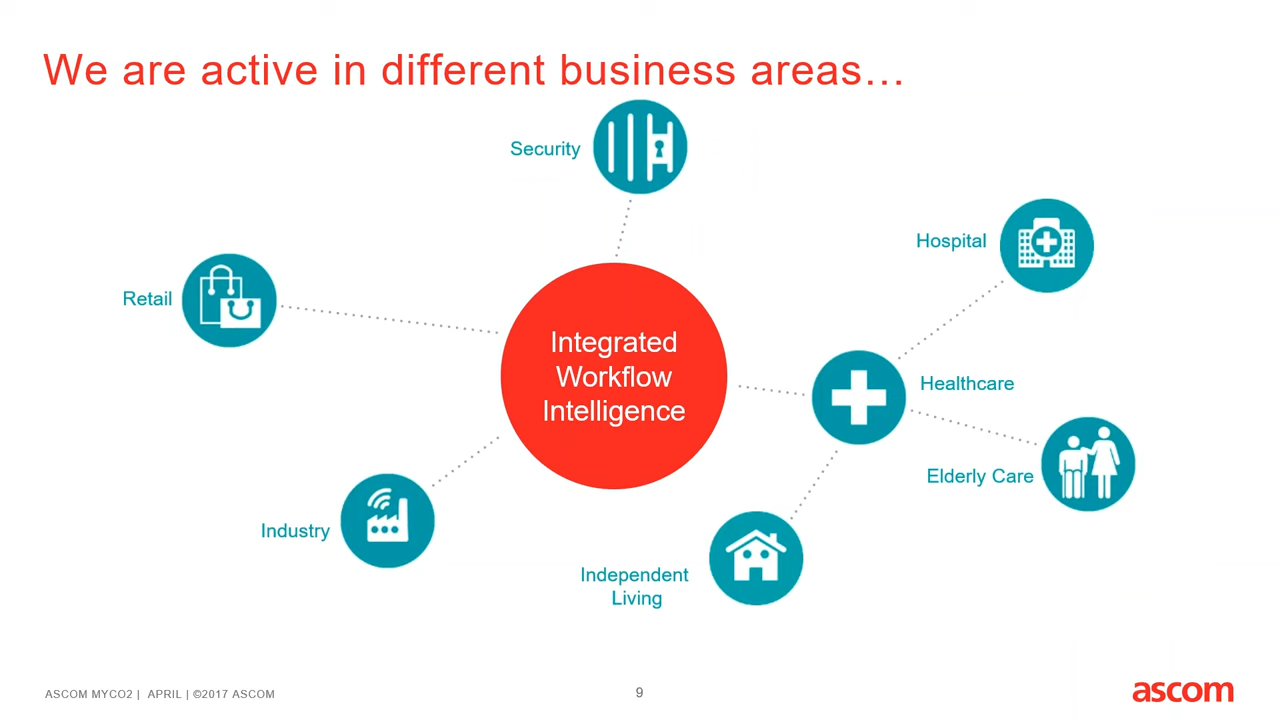 We are active in different business areas…
Security
Hospital
Retail
Integrated
Workflow
Intelligence
Healthcare
Elderly Care
Industry
Independent
Living
ASCOM MYCO2 | APRIL | ©2017 ASCOM
9
ascom